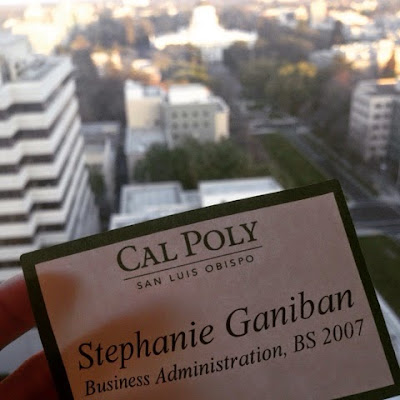 CAL POLY
SAN LUIS OBISPO
Stephanie Ganiban
Business Administration, BS 2007